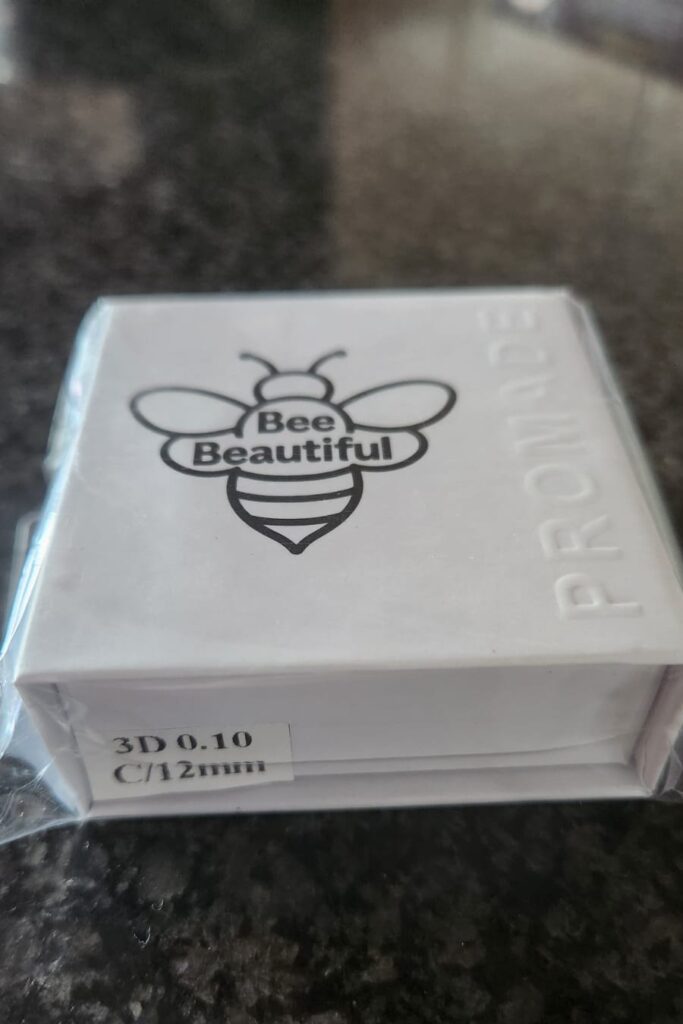 Bee
Beautiful
PROMADE
3D 0.10
C/12mm